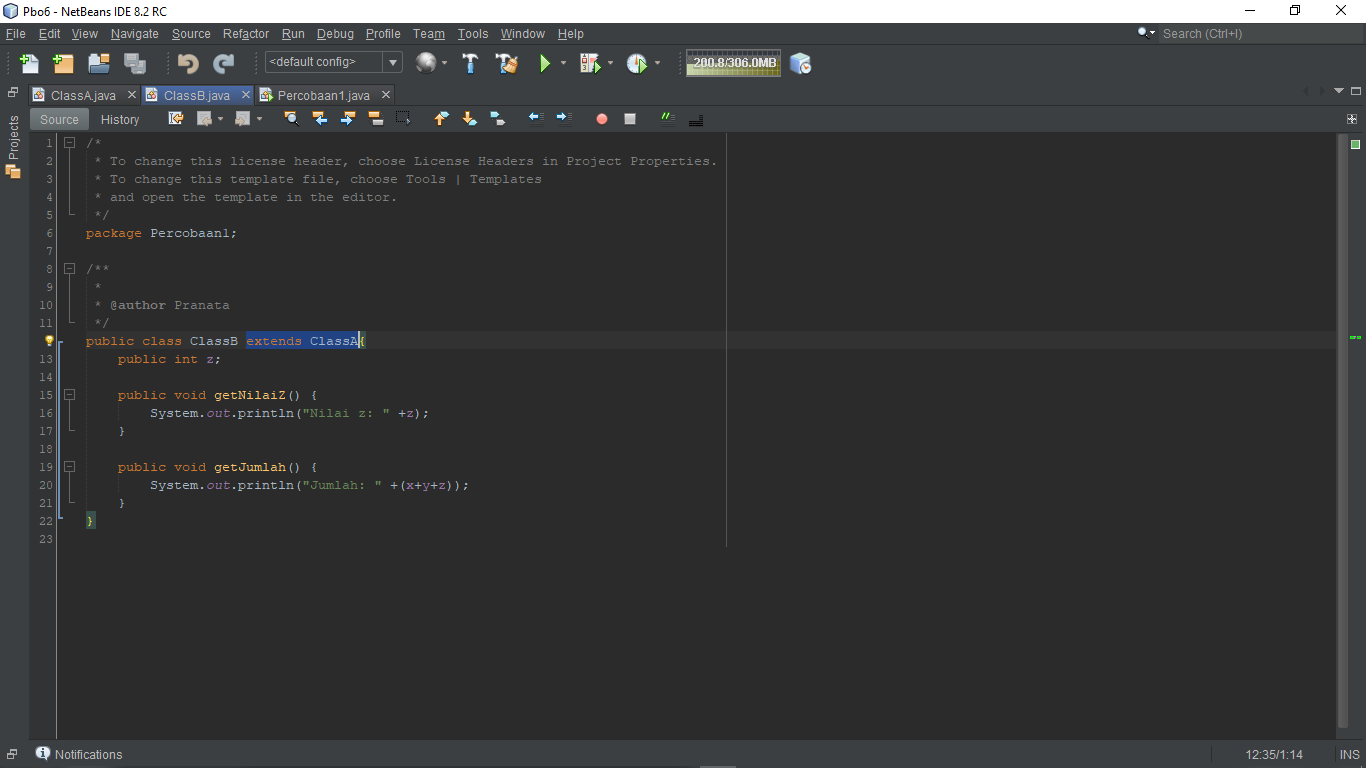 Pbo6 - NetBeans IDE 8.2 RC
File Edit View Navigate Source Refactor Run Debug Profile Team Tools Window Help
Search (Ctrl+I)
<default config>
200.8/306.0MB
ClassA.java ClassB.java Percobaan1.java
Source History
Projects
1 /*
2 * To change this license header, choose License Headers in Project Properties.
3 * To change this template file, choose Tools | Templates
4 * and open the template in the editor.
5 */
6 package Percobaan1;
7
8 /**
9 *
10 * @author Pranata
11 */
public class ClassB extends ClassA{
13 public int z;
14
15 public void getNilaiZ() {
16 System.out.println("Nilai z: " +z);
17 }
18
19 public void getJumlah() {
20 System.out.println("Jumlah: " +(x+y+z));
21 }
22 }
23
Notifications
12:35/1:14 INS